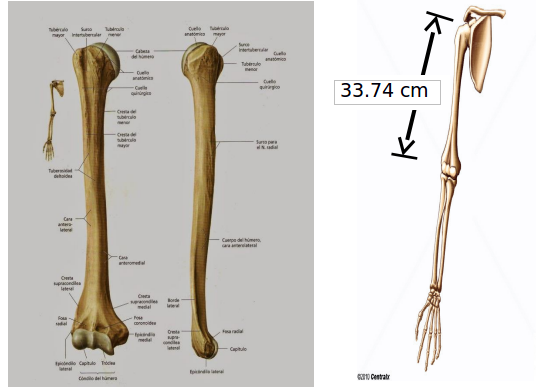 Tubérculo
mayor
Surco
intertubercular
Tubérculo
menor
Cabeza
del húmero
Cuello
anatómico
Cuello
quirúrgico
Cresta del
tubérculo
menor
Cresta del
tubérculo
mayor
Tuberosidad
deltoidea
Cara
antero-
lateral
Cara
anteromedial
Cresta
supracondílea
lateral
Cresta
supracondílea
medial
Fosa
radial
Fosa
coronoidea
Epicóndilo
medial
Epicóndilo
lateral
Capítulo
Tróclea
Cóndilo del húmero
Cuello
anatómico
Tubérculo
mayor
Surco
intertubercular
Cuello
anatómico
Tubérculo
menor
Cuello
quirúrgico
Surco para
el N. radial
Cuerpo del húmero,
cara anterolateral
Borde
lateral
Cresta
supra-
condílea
lateral
Fosa radial
Capítulo
Epicóndilo lateral
33.74 cm
©2010 Centralx